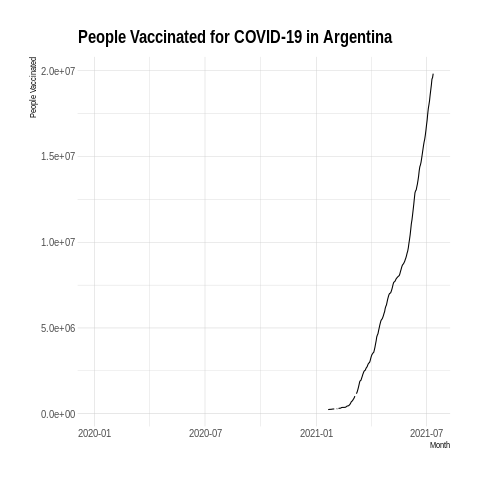 People Vaccinated for COVID-19 in Argentina
People Vaccinated
2.0e+07
1.5e+07
1.0e+07
5.0e+06
0.0e+00
2020-01 2020-07 2021-01 2021-07
Month